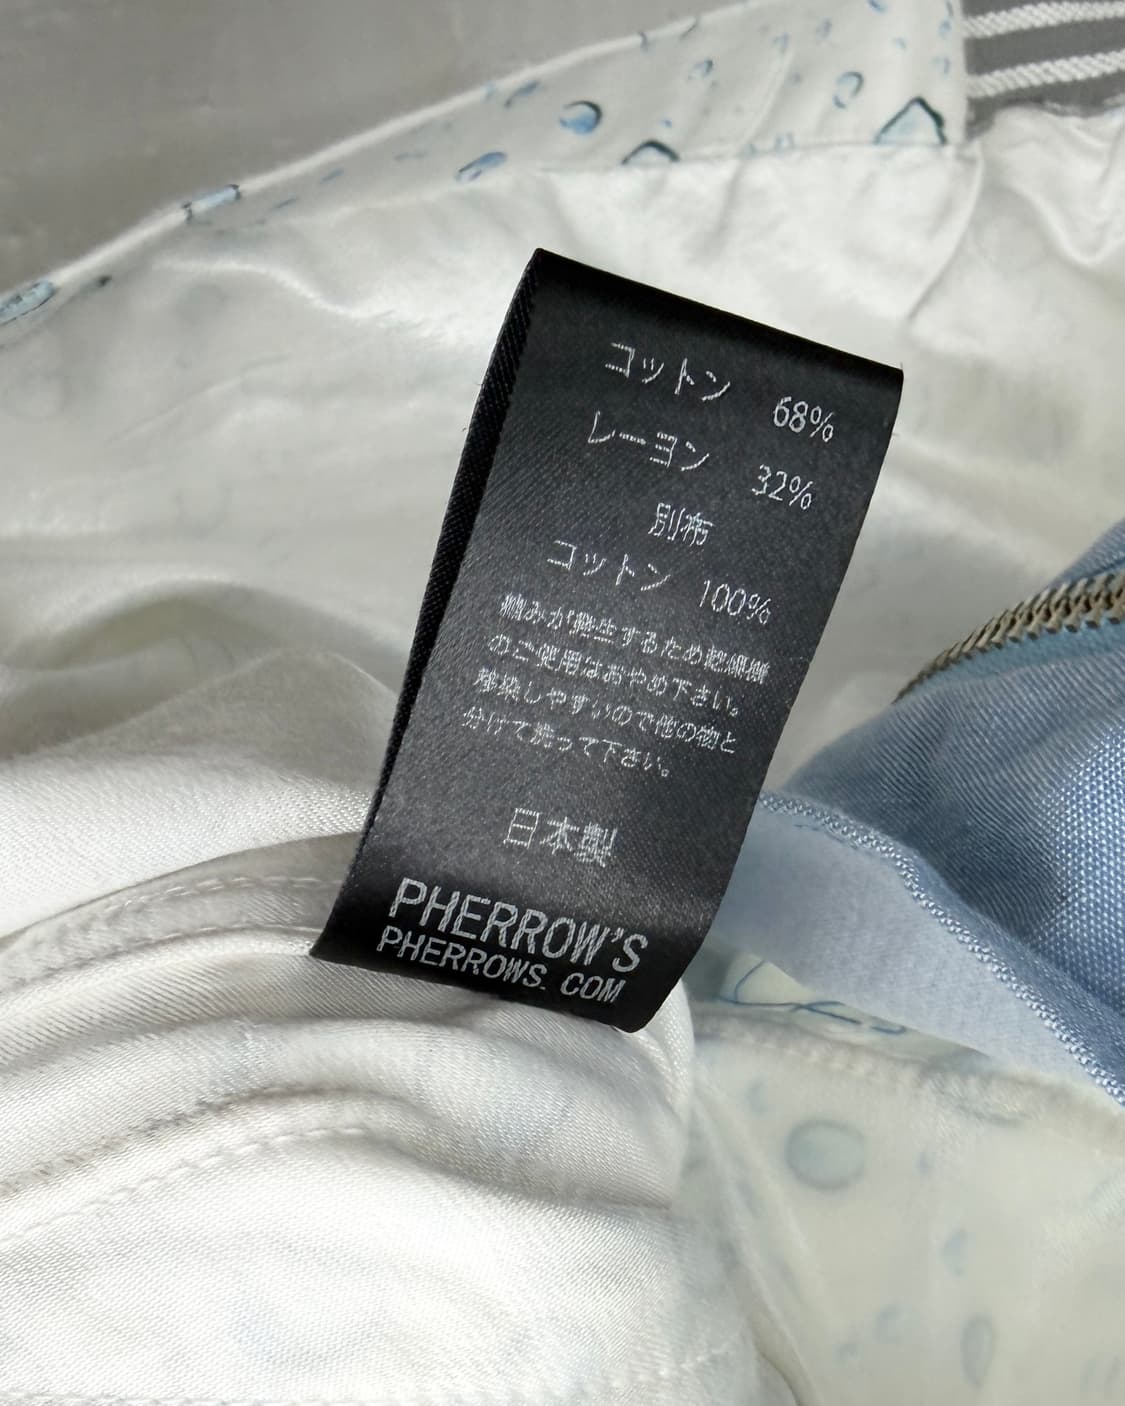 コットン 68%
レーヨン 32%
別布
コットン 100%
縮みが発生するため乾燥機
のご使用はおやめ下さい。
移染しやすいので他の物と
分けて洗って下さい。
日本製
PHERROW'S
PHERROWS. COM